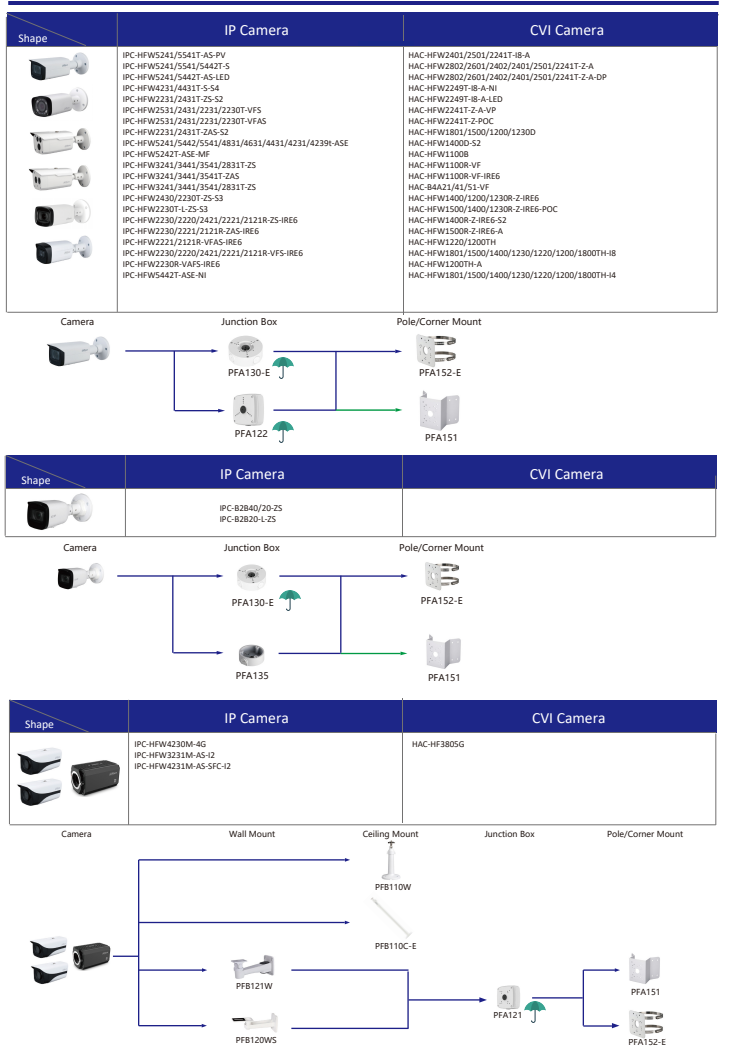 Shape
IP Camera
CVI Camera
IPC-HFW5241/5541T-AS-PV
IPC-HFW5241/5541/5442T-S
IPC-HFW5241/5442T-AS-LED
IPC-HFW4231/4431T-S-S4
IPC-HFW2231/2431T-ZS-S2
IPC-HFW2531/2431/2231/2230T-VFS
IPC-HFW2531/2431/2231/2230T-VFAS
IPC-HFW2231/2431T-ZAS-S2
IPC-HFW5241/5442/5541/4831/4631/4431/4231/4239t-ASE
IPC-HFW5242T-ASE-MF
IPC-HFW3241/3441/3541/2831T-ZS
IPC-HFW3241/3441/3541T-ZAS
IPC-HFW3241/3441/3541/2831T-ZS
IPC-HFW2430/2230T-ZS-S3
IPC-HFW2230T-L-ZS-S3
IPC-HFW2230/2220/2421/2221/2121R-ZS-IRE6
IPC-HFW2230/2221/2121R-ZAS-IRE6
IPC-HFW2221/2121R-VFAS-IRE6
IPC-HFW2230/2220/2421/2221/2121R-VFS-IRE6
IPC-HFW2230R-VAFS-IRE6
IPC-HFW5442T-ASE-NI
HAC-HFW2401/2501/2241T-I8-A
HAC-HFW2802/2601/2402/2401/2501/2241T-Z-A
HAC-HFW2802/2601/2402/2401/2501/2241T-Z-A-DP
HAC-HFW2249T-I8-A-NI
HAC-HFW2249T-I8-A-LED
HAC-HFW2241T-Z-A-VP
HAC-HFW2241T-Z-POC
HAC-HFW1801/1500/1200/1230D
HAC-HFW1400D-S2
HAC-HFW1100B
HAC-HFW1100R-VF
HAC-HFW1100R-VF-IRE6
HAC-B4A21/41/51-VF
HAC-HFW1400/1200/1230R-Z-IRE6
HAC-HFW1500/1400/1230R-Z-IRE6-POC
HAC-HFW1400R-Z-IRE6-S2
HAC-HFW1500R-Z-IRE6-A
HAC-HFW1220/1200TH
HAC-HFW1801/1500/1400/1230/1220/1200/1800TH-I8
HAC-HFW1200TH-A
HAC-HFW1801/1500/1400/1230/1220/1200/1800TH-I4
Camera
Junction Box
Pole/Corner Mount
PFA130-E
PFA152-E
PFA122
PFA151
Shape
IP Camera
CVI Camera
IPC-B2B40/20-ZS
IPC-B2B20-L-ZS
Camera
Junction Box
Pole/Corner Mount
PFA130-E
PFA152-E
PFA135
PFA151
Shape
IP Camera
CVI Camera
IPC-HFW4230M-4G
IPC-HFW3231M-AS-I2
IPC-HFW4231M-AS-SFC-I2
HAC-HF3805G
Camera
Wall Mount
Ceiling Mount
Junction Box
Pole/Corner Mount
PFB110W
PFB110C-E
PFB121W
PFA151
PFA121
PFB120WS
PFA152-E